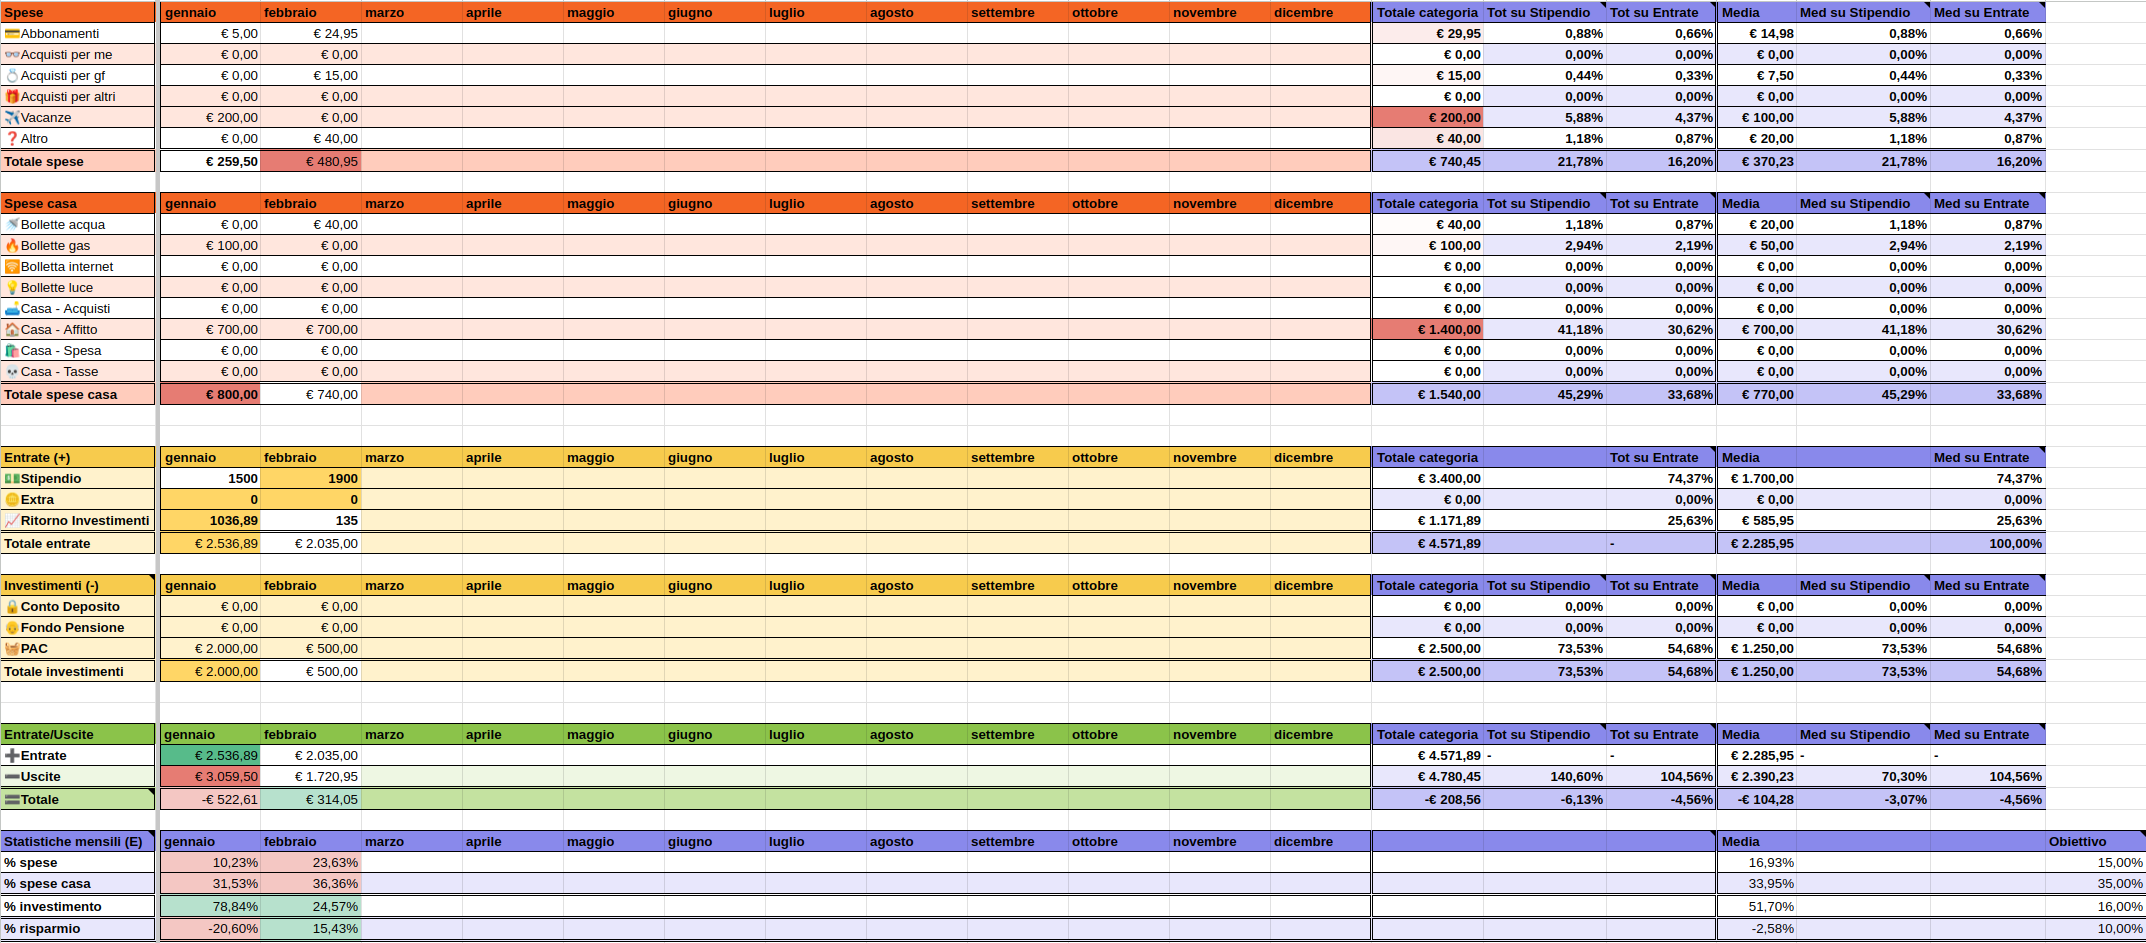 Spese gennaio febbraio marzo aprile maggio giugno luglio agosto settembre ottobre novembre dicembre Totale categoria Tot su Stipendio Tot su Entrate Media Med su Stipendio Med su Entrate
Abbonamenti € 5,00 € 24,95 € 29,95 0,88% 0,66% € 14,98 0,88% 0,66%
Acquisti per me € 0,00 € 0,00 € 0,00 0,00% 0,00% € 0,00 0,00% 0,00%
Acquisti per gf € 0,00 € 15,00 € 15,00 0,44% 0,33% € 7,50 0,44% 0,33%
Acquisti per altri € 0,00 € 0,00 € 0,00 0,00% 0,00% € 0,00 0,00% 0,00%
Vacanze € 200,00 € 0,00 € 200,00 5,88% 4,37% € 100,00 5,88% 4,37%
Altro € 0,00 € 40,00 € 40,00 1,18% 0,87% € 20,00 1,18% 0,87%
Totale spese € 259,50 € 480,95 € 740,45 21,78% 16,20% € 370,23 21,78% 16,20%
Spese casa gennaio febbraio marzo aprile maggio giugno luglio agosto settembre ottobre novembre dicembre Totale categoria Tot su Stipendio Tot su Entrate Media Med su Stipendio Med su Entrate
Bollette acqua € 0,00 € 40,00 € 40,00 1,18% 0,87% € 20,00 1,18% 0,87%
Bollette gas € 100,00 € 0,00 € 100,00 2,94% 2,19% € 50,00 2,94% 2,19%
Bolletta internet € 0,00 € 0,00 € 0,00 0,00% 0,00% € 0,00 0,00% 0,00%
Bollette luce € 0,00 € 0,00 € 0,00 0,00% 0,00% € 0,00 0,00% 0,00%
Casa - Acquisti € 0,00 € 0,00 € 0,00 0,00% 0,00% € 0,00 0,00% 0,00%
Casa - Affitto € 700,00 € 700,00 € 1.400,00 41,18% 30,62% € 700,00 41,18% 30,62%
Casa - Spesa € 0,00 € 0,00 € 0,00 0,00% 0,00% € 0,00 0,00% 0,00%
Casa - Tasse € 0,00 € 0,00 € 0,00 0,00% 0,00% € 0,00 0,00% 0,00%
Totale spese casa € 800,00 € 740,00 € 1.540,00 45,29% 33,68% € 770,00 45,29% 33,68%
Entrate (+) gennaio febbraio marzo aprile maggio giugno luglio agosto settembre ottobre novembre dicembre Totale categoria Tot su Entrate Media Med su Entrate
Stipendio 1500 1900 € 3.400,00 74,37% € 1.700,00 74,37%
Extra 0 0 € 0,00 0,00% € 0,00 0,00%
Ritorno Investimenti 1036,89 135 € 1.171,89 25,63% € 585,95 25,63%
Totale entrate € 2.536,89 € 2.035,00 € 4.571,89 - € 2.285,95 100,00%
Investimenti (-) gennaio febbraio marzo aprile maggio giugno luglio agosto settembre ottobre novembre dicembre Totale categoria Tot su Stipendio Tot su Entrate Media Med su Stipendio Med su Entrate
Conto Deposito € 0,00 € 0,00 € 0,00 0,00% 0,00% € 0,00 0,00% 0,00%
Fondo Pensione € 0,00 € 0,00 € 0,00 0,00% 0,00% € 0,00 0,00% 0,00%
PAC € 2.000,00 € 500,00 € 2.500,00 73,53% 54,68% € 1.250,00 73,53% 54,68%
Totale investimenti € 2.000,00 € 500,00 € 2.500,00 73,53% 54,68% € 1.250,00 73,53% 54,68%
Entrate/Uscite gennaio febbraio marzo aprile maggio giugno luglio agosto settembre ottobre novembre dicembre Totale categoria Tot su Stipendio Tot su Entrate Media Med su Stipendio Med su Entrate
Entrate € 2.536,89 € 2.035,00 € 4.571,89 - - € 2.285,95 - -
Uscite € 3.059,50 € 1.720,95 € 4.780,45 140,60% 104,56% € 2.390,23 70,30% 104,56%
Totale -€ 522,61 € 314,05 -€ 208,56 -6,13% -4,56% -€ 104,28 -3,07% -4,56%
Statistiche mensili (E) gennaio febbraio marzo aprile maggio giugno luglio agosto settembre ottobre novembre dicembre Media Obiettivo
% spese 10,23% 23,63% 16,93% 15,00%
% spese casa 31,53% 36,36% 33,95% 35,00%
% investimento 78,84% 24,57% 51,70% 16,00%
% risparmio -20,60% 15,43% -2,58% 10,00%